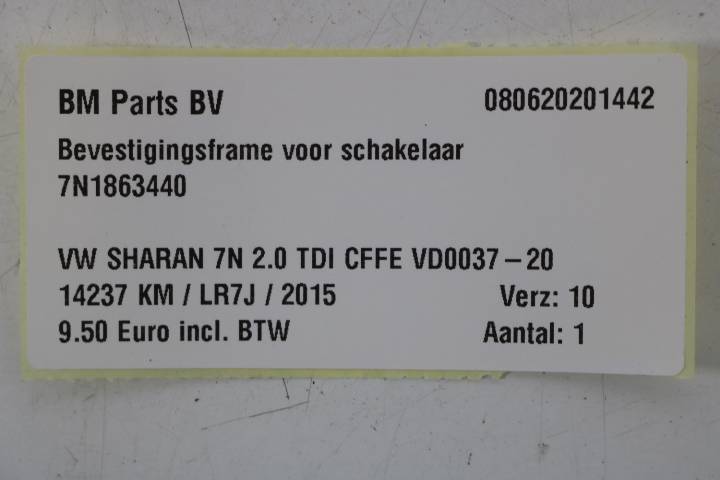 BM Parts BV 080620201442
Bevestigingsframe voor schakelaar
7N1863440
VW SHARAN 7N 2.0 TDI CFFE VD0037-20
14237 KM / LR7J / 2015 Verz: 10
9.50 Euro incl. BTW Aantal: 1